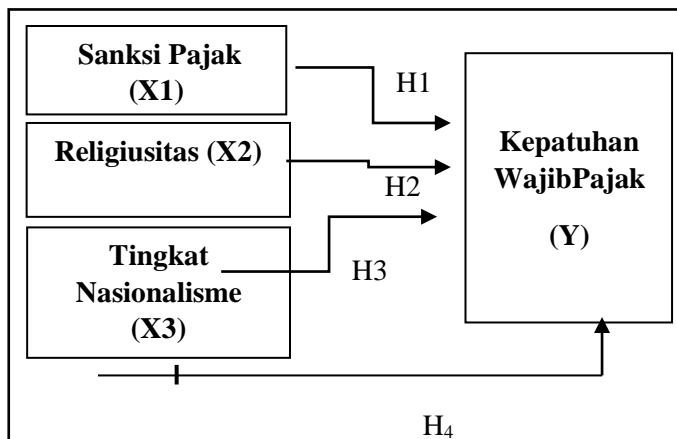 Sanksi Pajak
(X1)
H1
Religiusitas (X2)
H2
Tingkat
Nasionalisme
(X3)
H3
Kepatuhan
WajibPajak
(Y)
H4